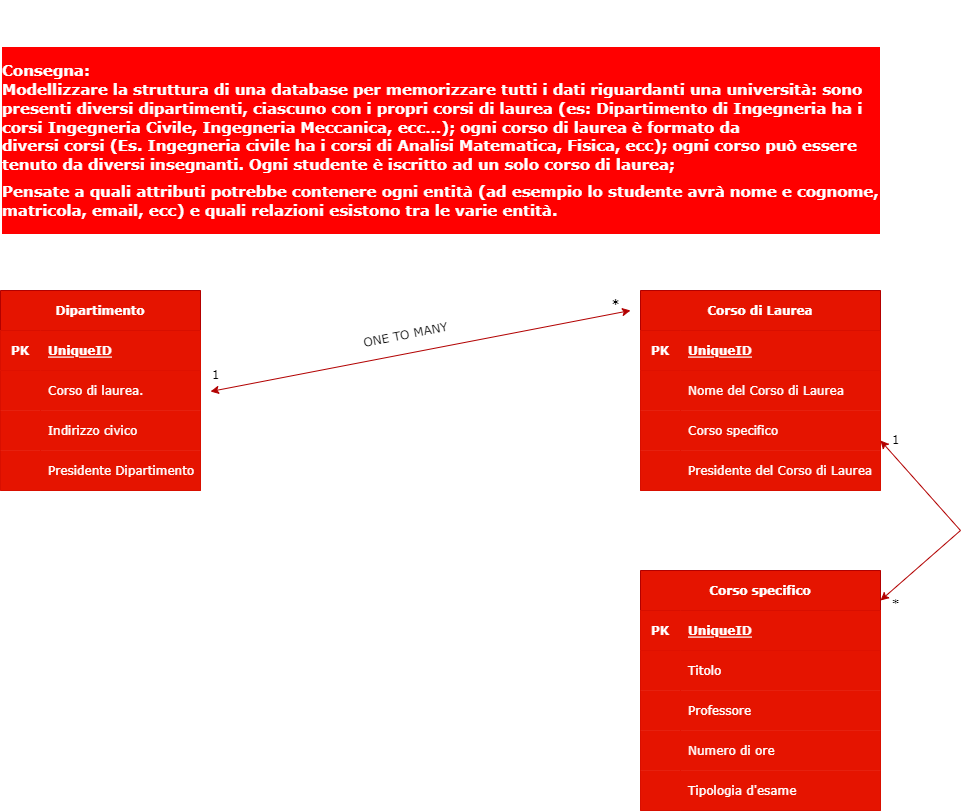 Consegna:
Modellizzare la struttura di una database per memorizzare tutti i dati riguardanti una università: sono
presenti diversi dipartimenti, ciascuno con i propri corsi di laurea (es: Dipartimento di Ingegneria ha i
corsi Ingegneria Civile, Ingegneria Meccanica, ecc...); ogni corso di laurea è formato da
diversi corsi (Es. Ingegneria civile ha i corsi di Analisi Matematica, Fisica, ecc); ogni corso può essere
tenuto da diversi insegnanti. Ogni studente è iscritto ad un solo corso di laurea;
Pensate a quali attributi potrebbe contenere ogni entità (ad esempio lo studente avrà nome e cognome,
matricola, email, ecc) e quali relazioni esistono tra le varie entità.
Dipartimento
PK UniqueID
Corso di laurea.
Indirizzo civico
Presidente Dipartimento
1
ONE TO MANY
*
Corso di Laurea
PK UniqueID
Nome del Corso di Laurea
Corso specifico
Presidente del Corso di Laurea
1
*
Corso specifico
PK UniqueID
Titolo
Professore
Numero di ore
Tipologia d'esame